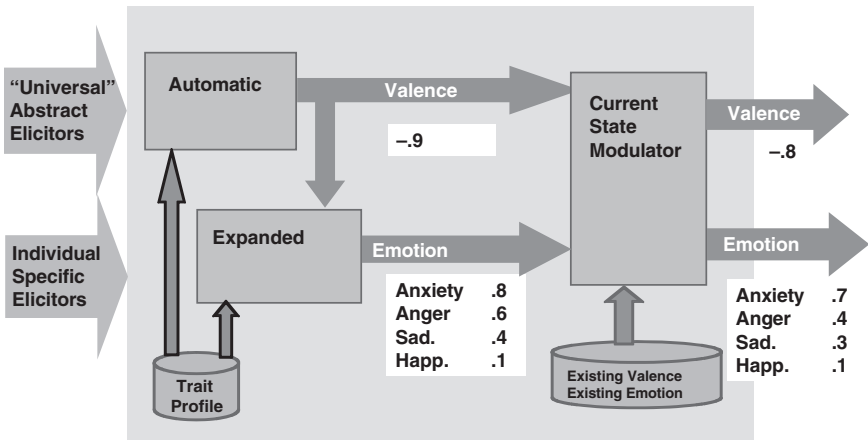 “Universal”
Abstract
Elicitors
Automatic
Valence
–.9
Current
State
Modulator
Valence
–.8
Individual
Specific
Elicitors
Expanded
Emotion
Anxiety .8
Anger .6
Sad. .4
Happ. .1
Emotion
Anxiety .7
Anger .4
Sad. .3
Happ. .1
Trait
Profile
Existing Valence
Existing Emotion